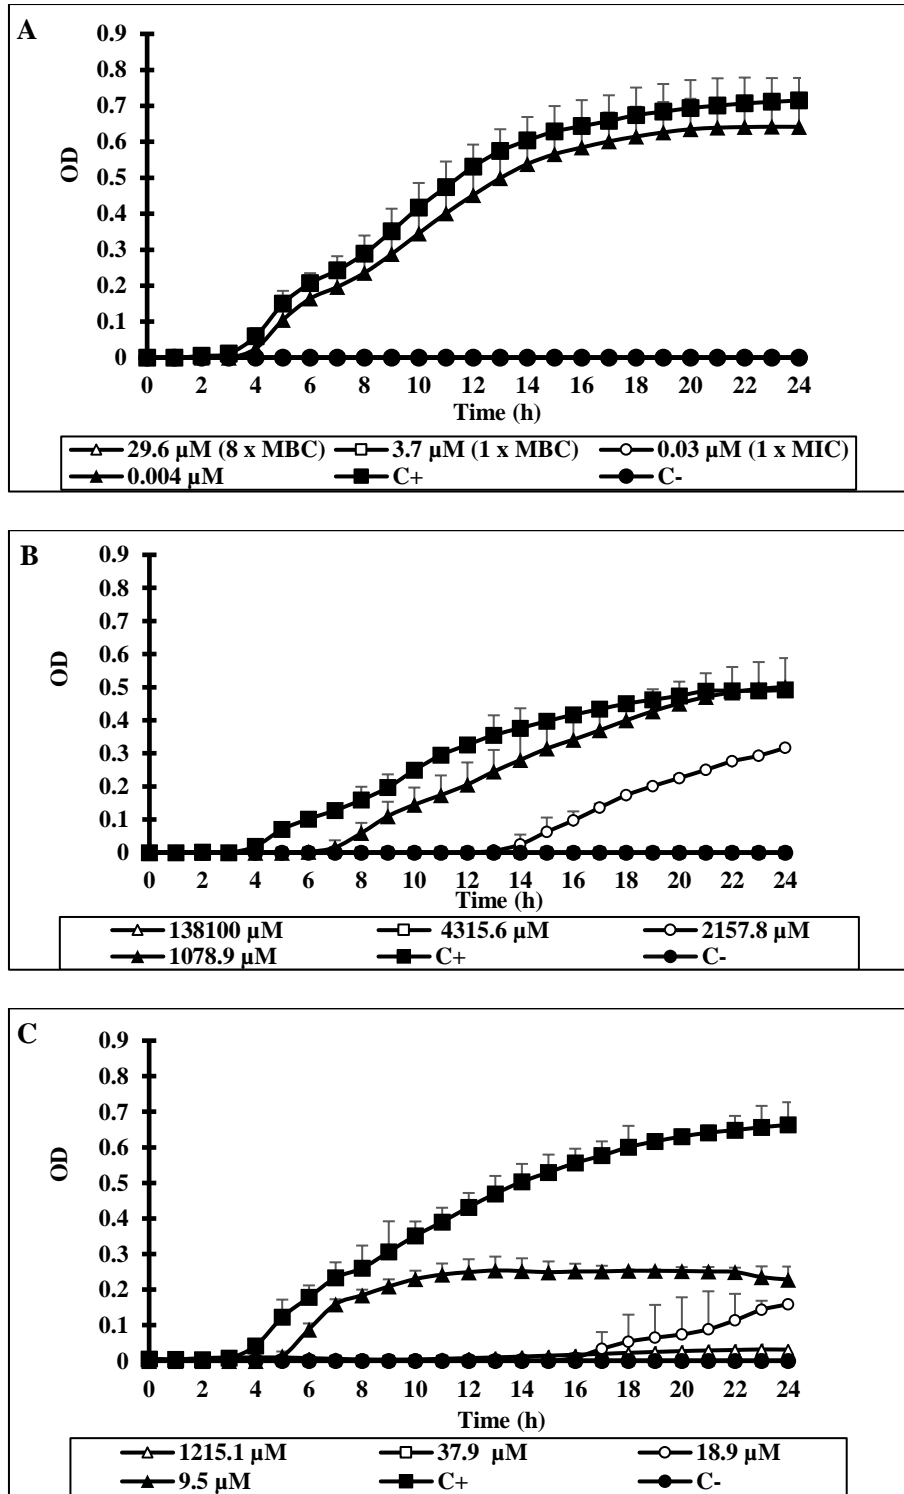 A
0.9
0.8
0.7
0.6
0.5
0.4
0.3
0.2
0.1
0
OD
0 2 4 6 8 10 12 14 16 18 20 22 24
Time (h)
29.6 µM (8 x MBC) 3.7 µM (1 x MBC) 0.03 µM (1 x MIC)
0.004 µM C+ C-
B
0.9
0.8
0.7
0.6
0.5
0.4
0.3
0.2
0.1
0
OD
0 2 4 6 8 10 12 14 16 18 20 22 24
Time (h)
138100 µM 4315.6 µM 2157.8 µM
1078.9 µM C+ C-
C
0.9
0.8
0.7
0.6
0.5
0.4
0.3
0.2
0.1
0
OD
0 2 4 6 8 10 12 14 16 18 20 22 24
Time (h)
1215.1 µM 37.9 µM 18.9 µM
9.5 µM C+ C-